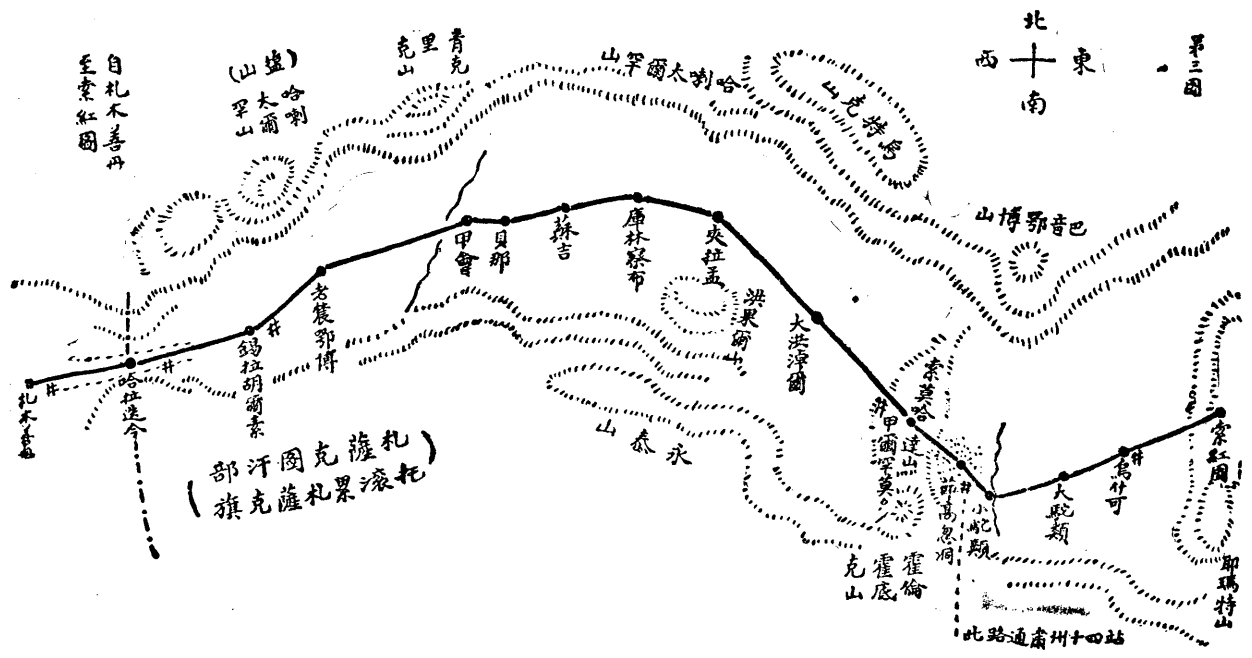 第三圖
北
西 東
南
自札木善丹
至索紅圖
哈喇
太爾
罕山
(塩山)
青克
里
克山
哈喇太爾罕山
烏特克山
巴音鄂博山
札木善丹
哈拉迭令
錫拉胡爾素
老隻鄂博
甲會
貝那
蘇吉
庫林察布
夾拉孟
洪果爾山
大洪淖爾
索莫哈
達山
甲爾罕莫
節高忽洞
小駝類
大駝類
烏什可
索紅圖
耶瑪特山
永泰山
霍倫
霍底
克山
(札薩克圖汗部
托滾累札薩克旗)
此路通肅州十四站